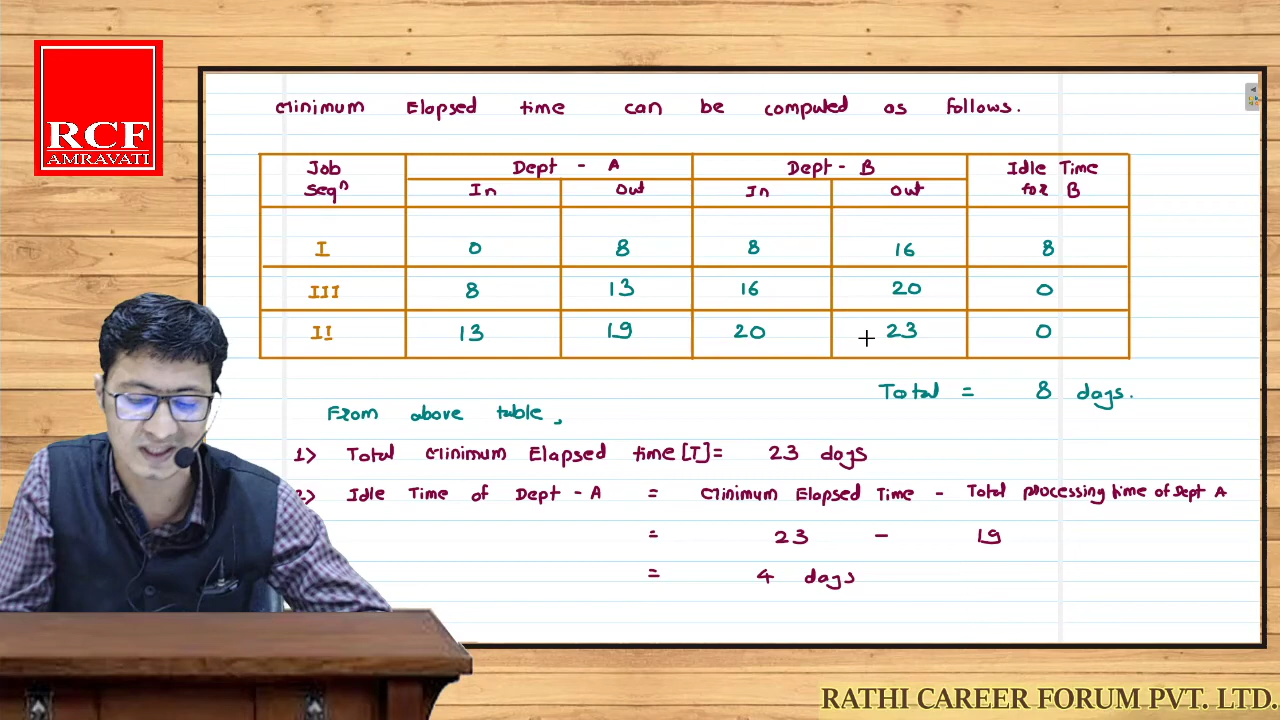 RCF
AMRAVATI
Minimum Elapsed time can be computed as follows.
Job Seqⁿ Dept - A Dept - B Idle Time for B
In Out In Out
I 0 8 8 16 8
III 8 13 16 20 0
II 13 19 20 23 0
Total = 8 days.
From above table,
1> Total Minimum Elapsed time [T] = 23 days
2> Idle Time of Dept - A = Minimum Elapsed Time - Total processing time of Dept A
= 23 - 19
= 4 days
RATHI CAREER FORUM PVT. LTD.